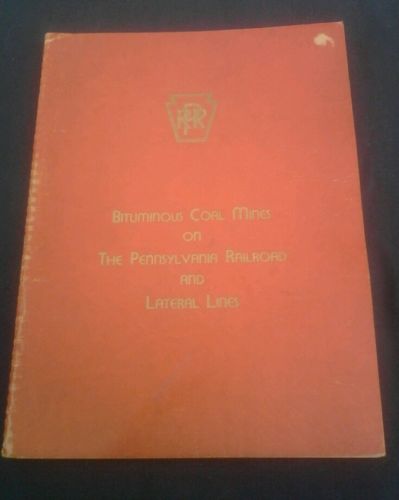 PRR
Bituminous Coal Mines
on
The Pennsylvania Railroad
and
Lateral Lines